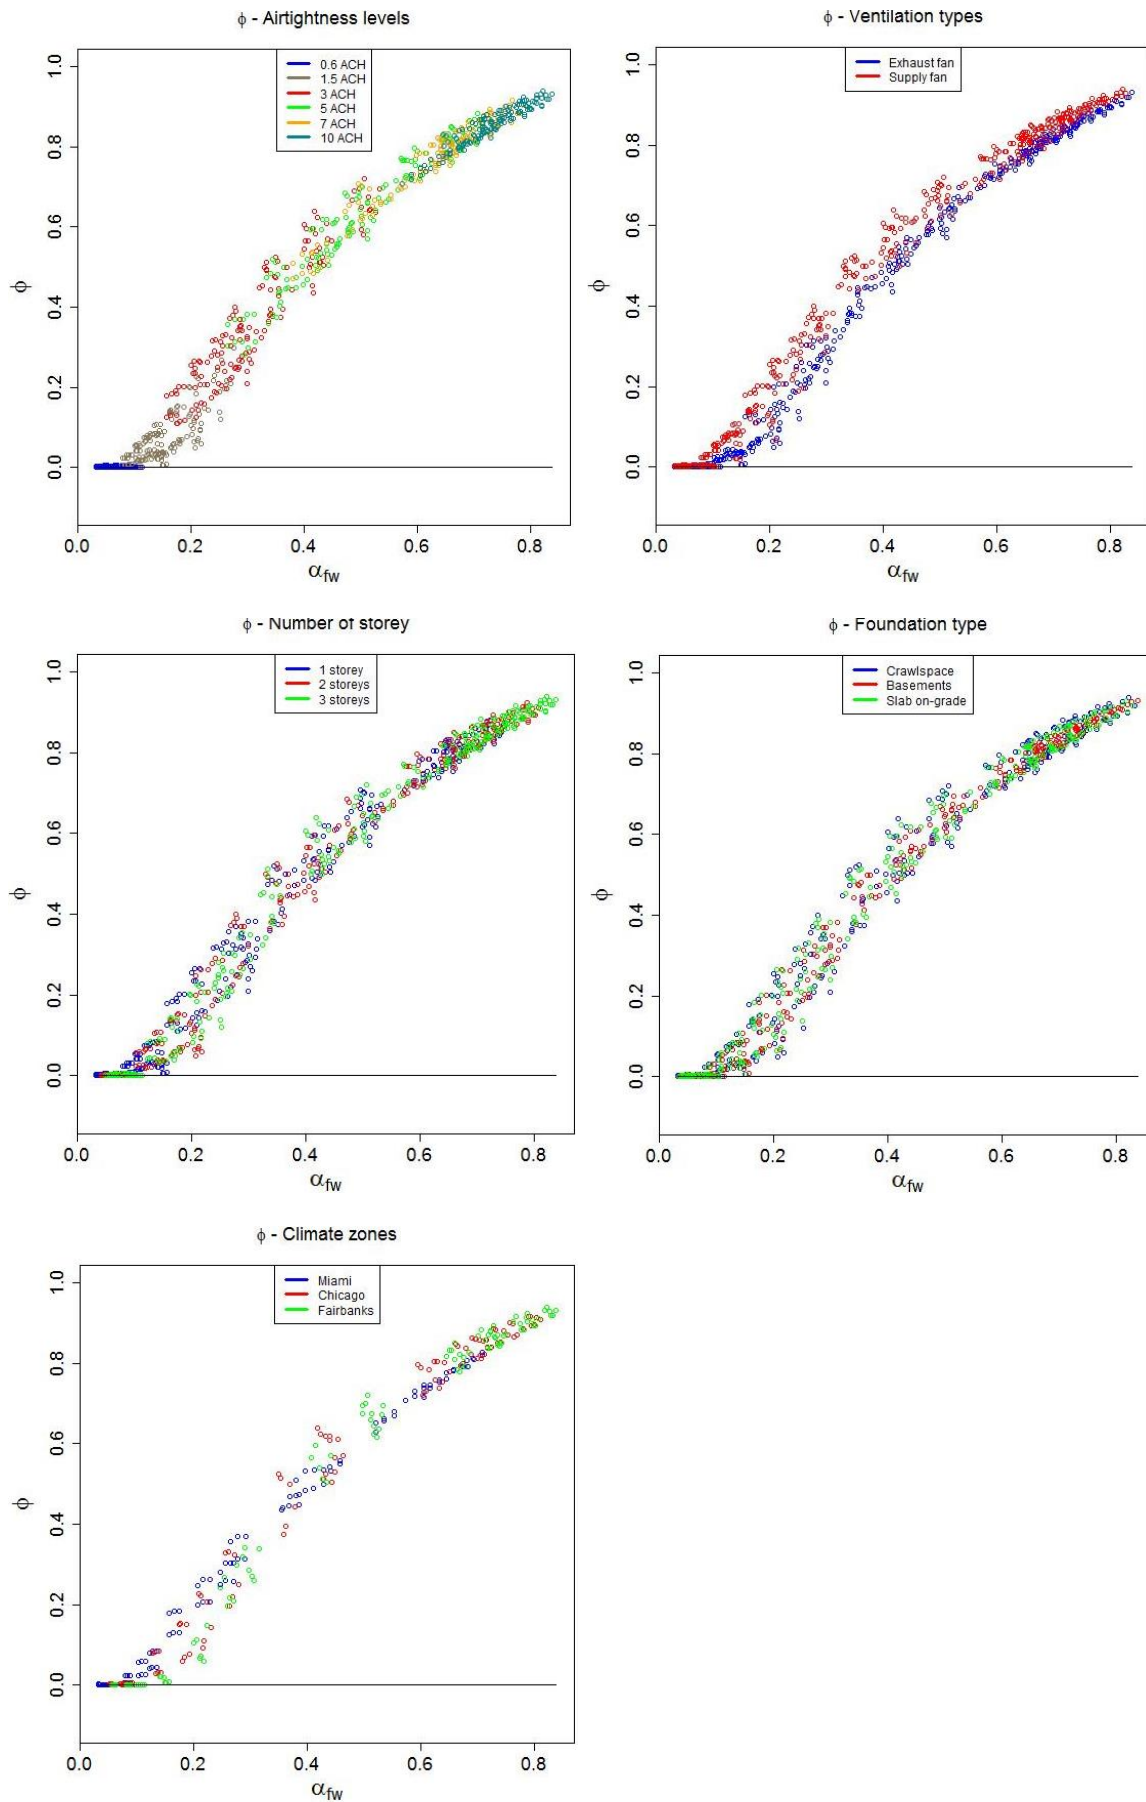 ϕ - Airtightness levels
0.6 ACH
1.5 ACH
3 ACH
5 ACH
7 ACH
10 ACH
1.0
0.8
0.6
0.4
0.2
0.0
ϕ
0.0 0.2 0.4 0.6 0.8
αfw
ϕ - Ventilation types
Exhaust fan
Supply fan
1.0
0.8
0.6
0.4
0.2
0.0
ϕ
0.0 0.2 0.4 0.6 0.8
αfw
ϕ - Number of storey
1 storey
2 storeys
3 storeys
1.0
0.8
0.6
0.4
0.2
0.0
ϕ
0.0 0.2 0.4 0.6 0.8
αfw
ϕ - Foundation type
Crawlspace
Basements
Slab on-grade
1.0
0.8
0.6
0.4
0.2
0.0
ϕ
0.0 0.2 0.4 0.6 0.8
αfw
ϕ - Climate zones
Miami
Chicago
Fairbanks
1.0
0.8
0.6
0.4
0.2
0.0
ϕ
0.0 0.2 0.4 0.6 0.8
αfw